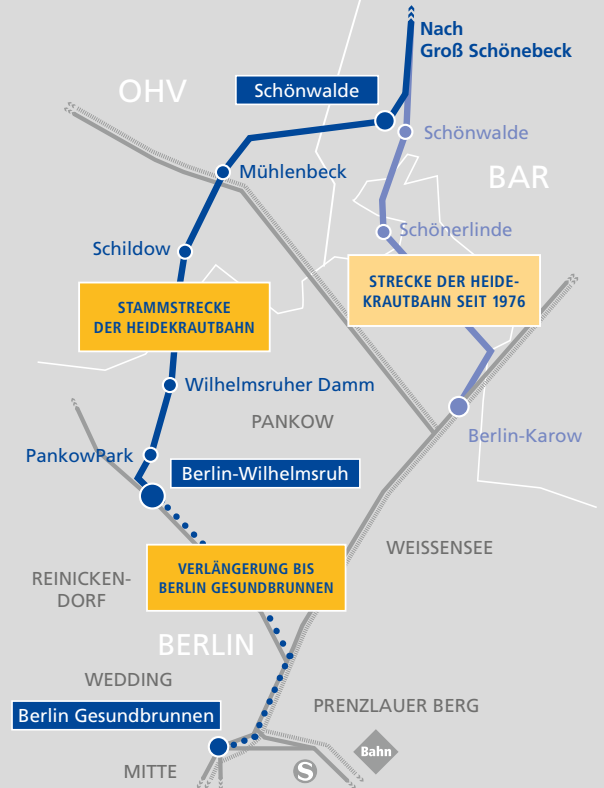 Nach
Groß Schönebeck
OHV
Schönwalde
Schönwalde
Mühlenbeck
BAR
Schönerlinde
Schildow
STRECKE DER HEIDE-
KRAUTBAHN SEIT 1976
STAMMSTRECKE
DER HEIDEKRAUTBAHN
Wilhelmsruher Damm
PANKOW
Berlin-Karow
PankowPark
Berlin-Wilhelmsruh
WEISSENSEE
VERLÄNGERUNG BIS
BERLIN GESUNDBRUNNEN
REINICKEN-
DORF
BERLIN
WEDDING
PRENZLAUER BERG
Berlin Gesundbrunnen
Bahn
MITTE
S